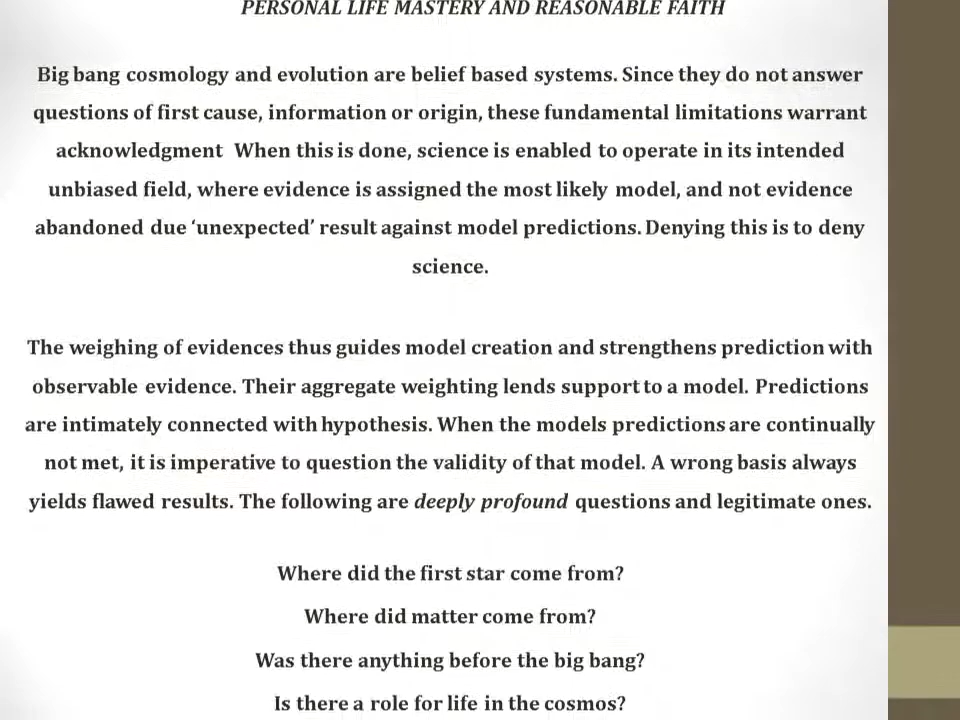 PERSONAL LIFE MASTERY AND REASONABLE FAITH
Big bang cosmology and evolution are belief based systems. Since they do not answer
questions of first cause, information or origin, these fundamental limitations warrant
acknowledgment When this is done, science is enabled to operate in its intended
unbiased field, where evidence is assigned the most likely model, and not evidence
abandoned due ‘unexpected’ result against model predictions. Denying this is to deny
science.
The weighing of evidences thus guides model creation and strengthens prediction with
observable evidence. Their aggregate weighting lends support to a model. Predictions
are intimately connected with hypothesis. When the models predictions are continually
not met, it is imperative to question the validity of that model. A wrong basis always
yields flawed results. The following are deeply profound questions and legitimate ones.
Where did the first star come from?
Where did matter come from?
Was there anything before the big bang?
Is there a role for life in the cosmos?